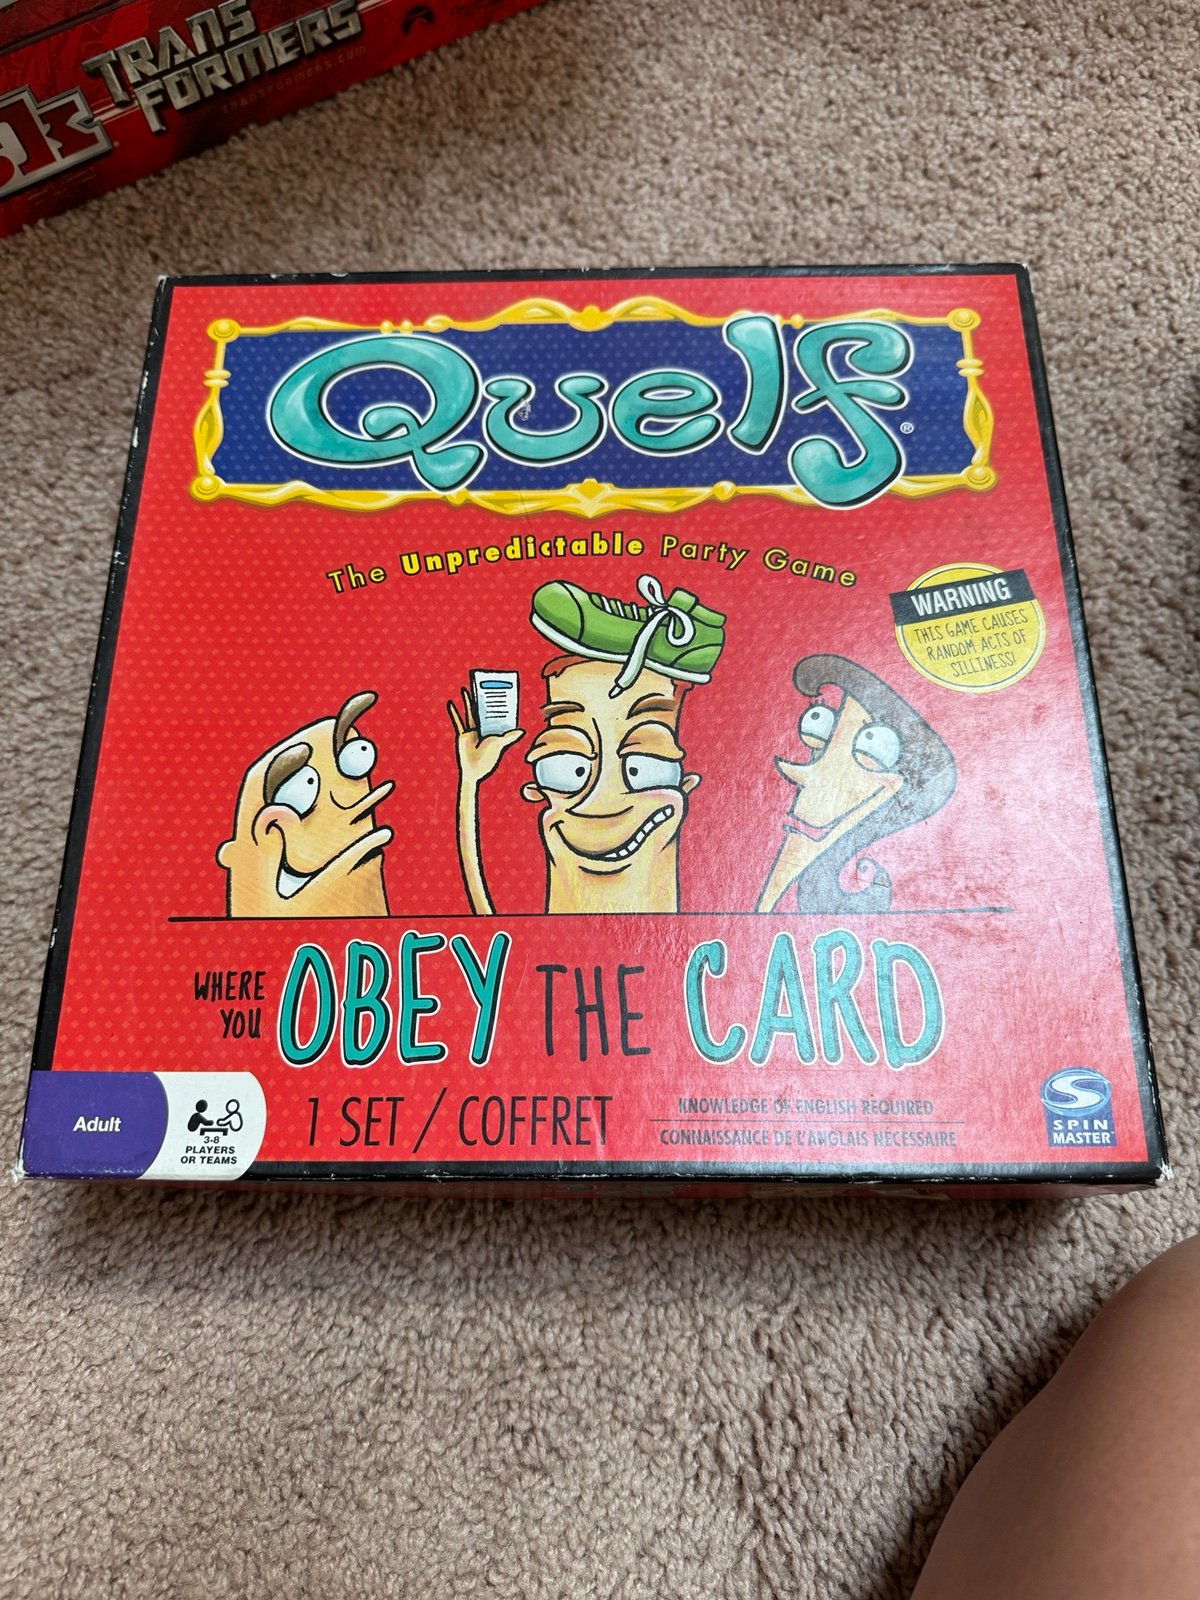 TRANS
FORMERS
TRANSFORMERS.COM
Quelf®
The Unpredictable Party Game
WARNING
THIS GAME CAUSES
RANDOM ACTS OF
SILLINESS!
WHERE
YOU
OBEY THE CARD
Adult
3-8
PLAYERS
OR TEAMS
1 SET / COFFRET
KNOWLEDGE OF ENGLISH REQUIRED
CONNAISSANCE DE L'ANGLAIS NÉCESSAIRE
SPIN
MASTER